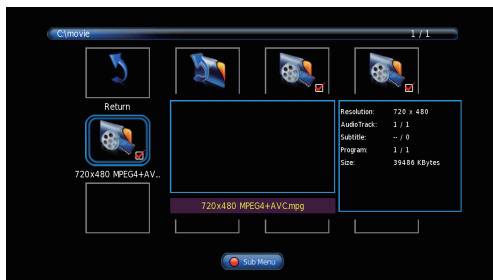 C:\movie 1 / 1
Return
720x480 MPEG4+AV..
Resolution: 720 x 480
AudioTrack: 1 / 1
Subtitle: -- / 0
Program: 1 / 1
Size: 39486 KBytes
720x480 MPEG4+AVC.mpg
Sub Menu